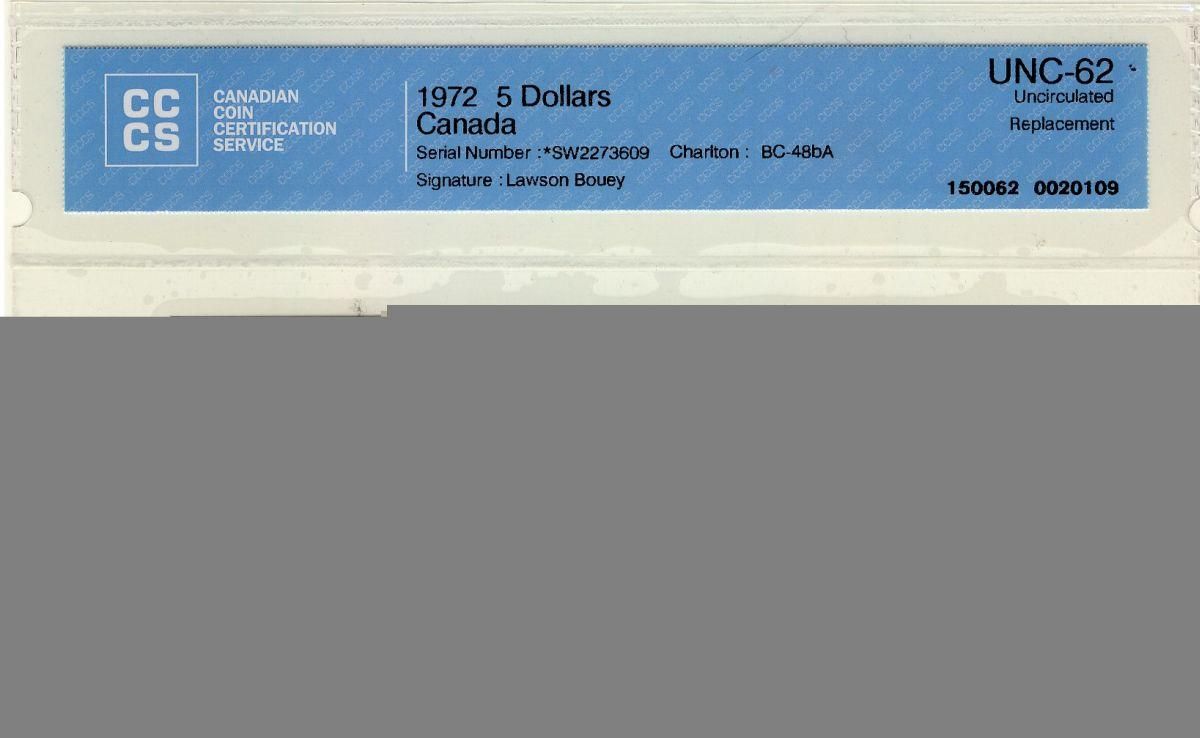 CC
CS
CANADIAN
COIN
CERTIFICATION
SERVICE
1972 5 Dollars
Canada
Serial Number :*SW2273609 Charlton : BC-48bA
Signature : Lawson Bouey
UNC-62
Uncirculated
Replacement
150062 0020109